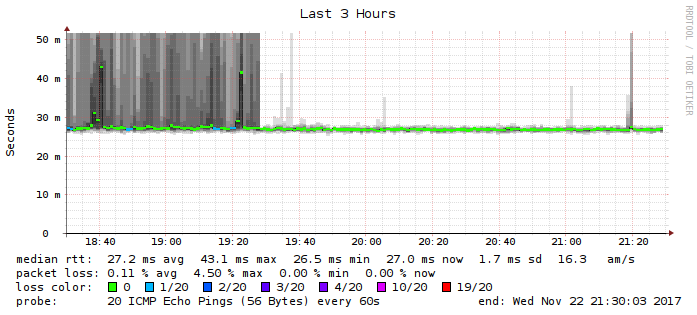 Last 3 Hours
RRDTOOL / TOBI OETIKER
Seconds
50 m
40 m
30 m
20 m
10 m
0
18:40 19:00 19:20 19:40 20:00 20:20 20:40 21:00 21:20
median rtt: 27.2 ms avg 43.1 ms max 26.5 ms min 27.0 ms now 1.7 ms sd 16.3 am/s
packet loss: 0.11 % avg 4.50 % max 0.00 % min 0.00 % now
loss color: 0 1/20 2/20 3/20 4/20 10/20 19/20
probe: 20 ICMP Echo Pings (56 Bytes) every 60s end: Wed Nov 22 21:30:03 2017